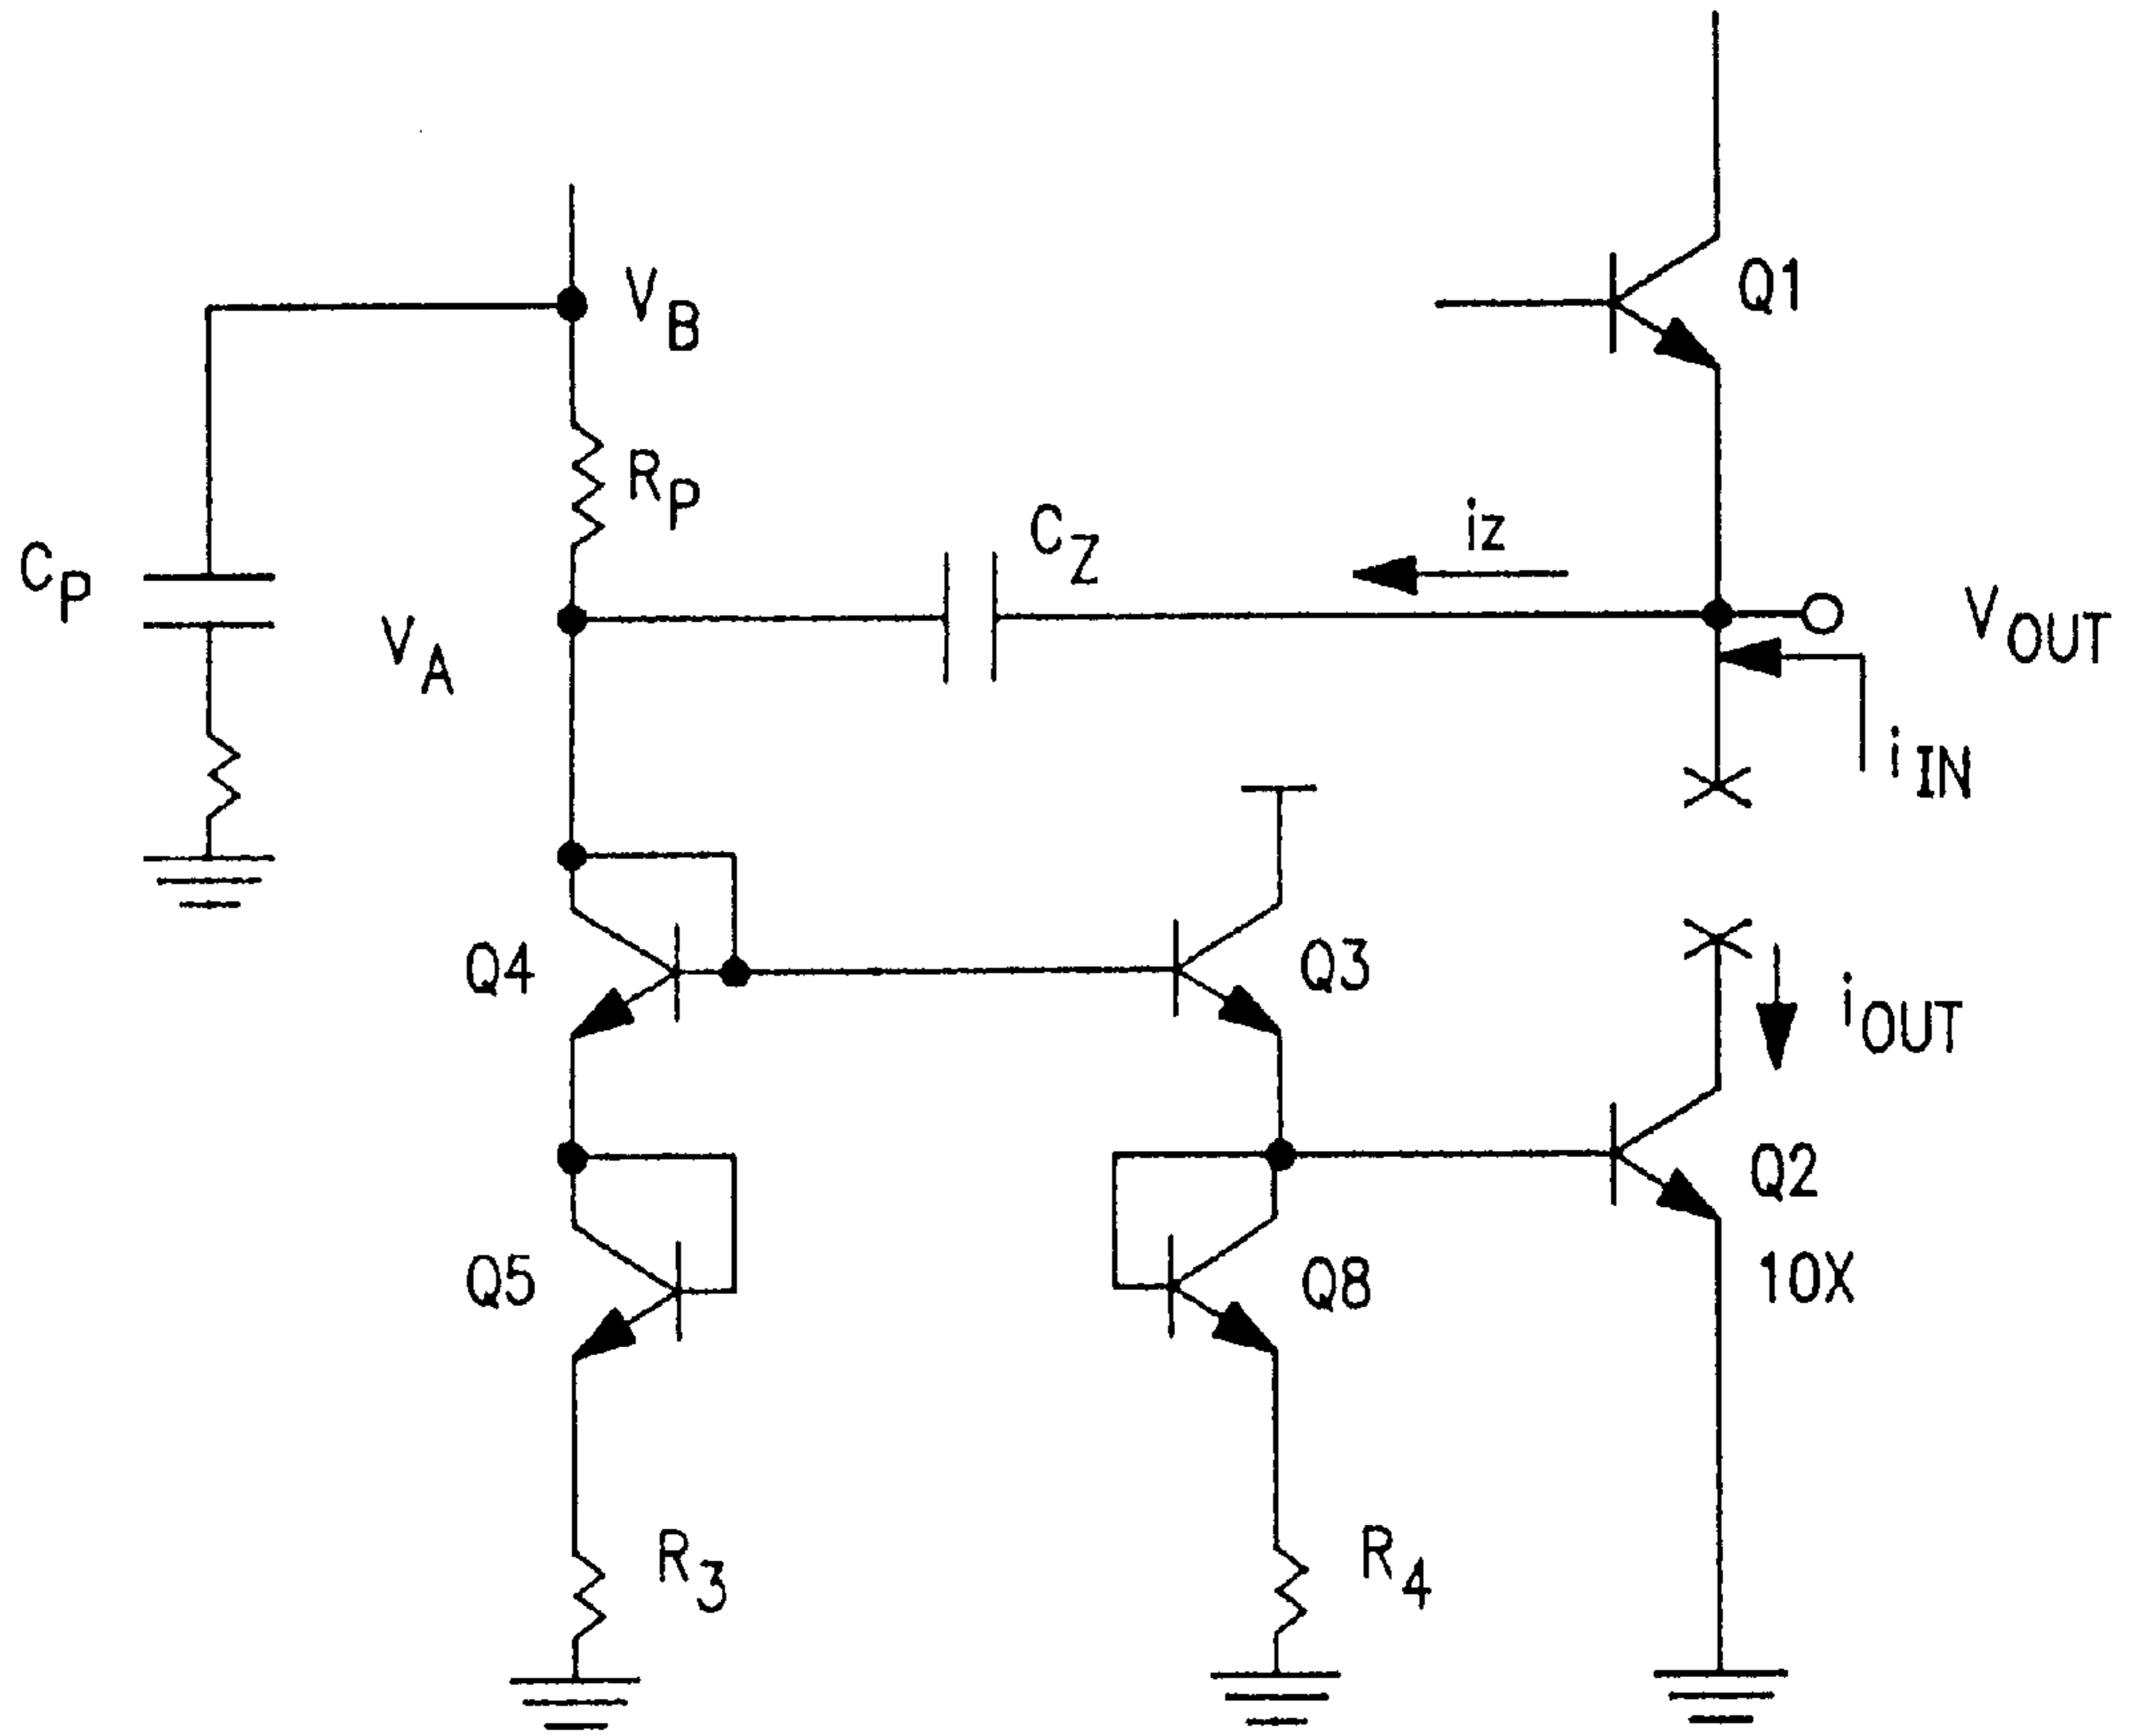 Q1
V_B
R_P
C_Z
iz
C_P
V_A
V_OUT
i_IN
Q4
Q3
i_OUT
Q2
Q5
Q8
10X
R_3
R_4